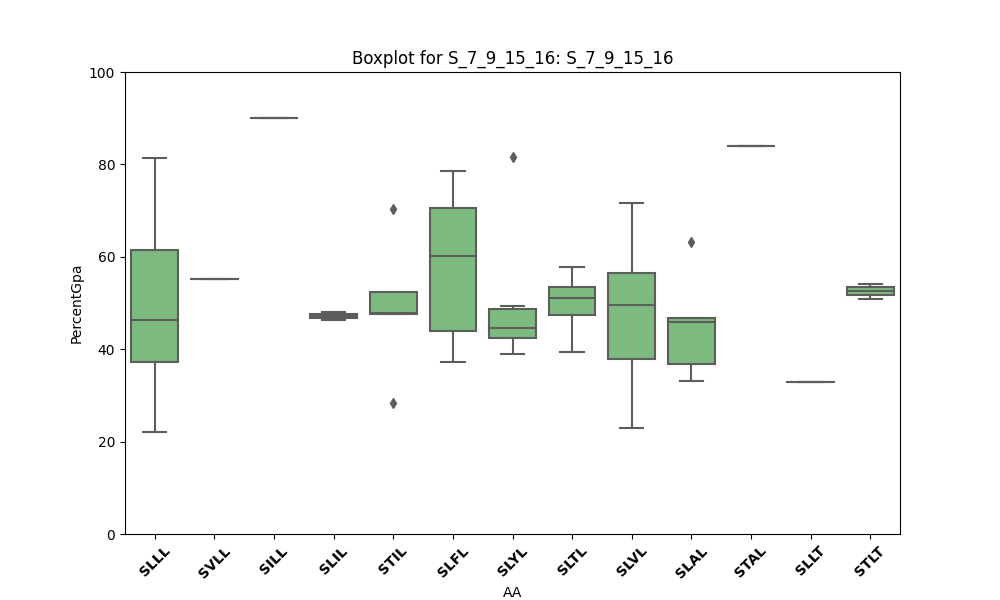 Boxplot for S_7_9_15_16: S_7_9_15_16
100
80
60
40
20
0
PercentGpa
SLLL SVLL SILL SLIL STIL SLFL SLYL SLTL SLVL SLAL STAL SLLT STLT
AA